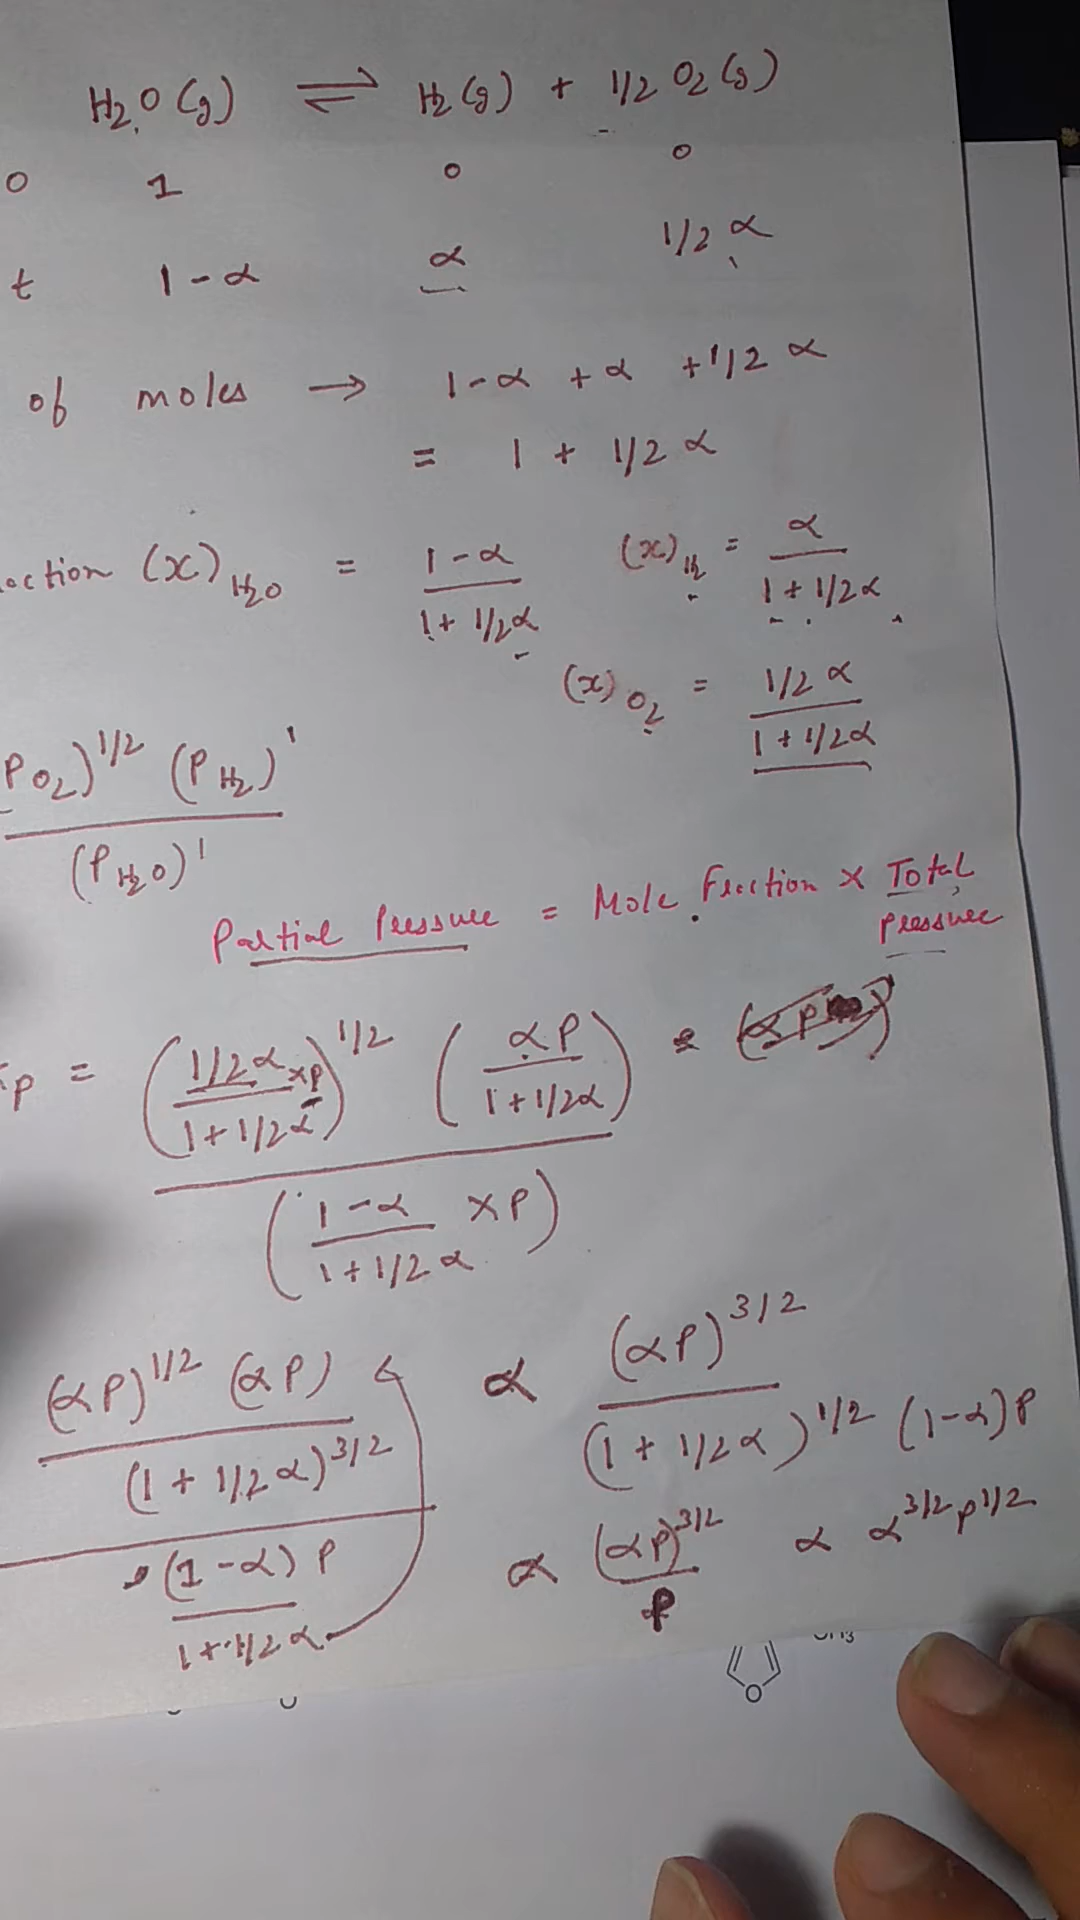 H2O(g) ⇌ H2(g) + 1/2 O2(g)
0 1 0 0
t 1-α α 1/2 α
of moles → 1-α + α + 1/2 α
= 1 + 1/2 α
(x) H2O = (1-α)/(1+1/2α) (x) H2 = α/(1+1/2α)
(x) O2 = (1/2 α)/(1+1/2α)
PO2)^1/2 (PH2)^1
(PH2O)^1
Partial Pressure = Mole Fraction × Total
Pressure
p = ((1/2α ×P)/(1+1/2α))^1/2 (αP/(1+1/2α))
((1-α)/(1+1/2α) ×P)
(αP)^1/2 (αP) α (αP)^3/2
(1+1/2α)^3/2 (1+1/2α)^1/2 (1-α)P
(1-α) P α (αP)^3/2 / P α α^3/2 P^1/2
1+1/2α
O